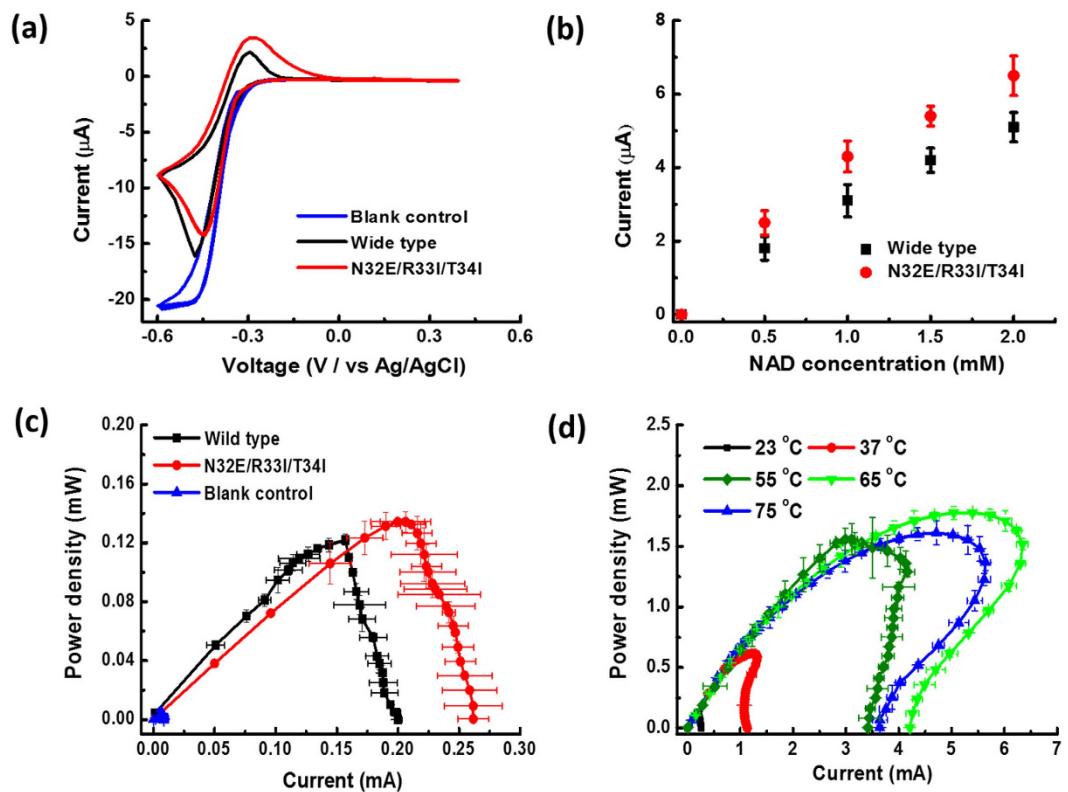 (a)
5
0
-5
-10
-15
-20
Current (μA)
-0.6
-0.3
0.0
0.3
Voltage (V / vs Ag/AgCl)
Blank control
Wide type
N32E/R33I/T34I
(b)
8
6
4
2
0
Current (μA)
0.0
0.5
1.0
1.5
2.0
NAD concentration (mM)
Wide type
N32E/R33I/T34I
(c)
0.20
0.16
0.12
0.08
0.04
0.00
Power density (mW)
0.00
0.05
0.10
0.15
0.20
0.25
0.30
Current (mA)
Wild type
N32E/R33I/T34I
Blank control
(d)
2.5
2.0
1.5
1.0
0.5
0.0
Power density (mW)
0
1
2
3
4
5
6
7
Current (mA)
23 °C
37 °C
55 °C
65 °C
75 °C